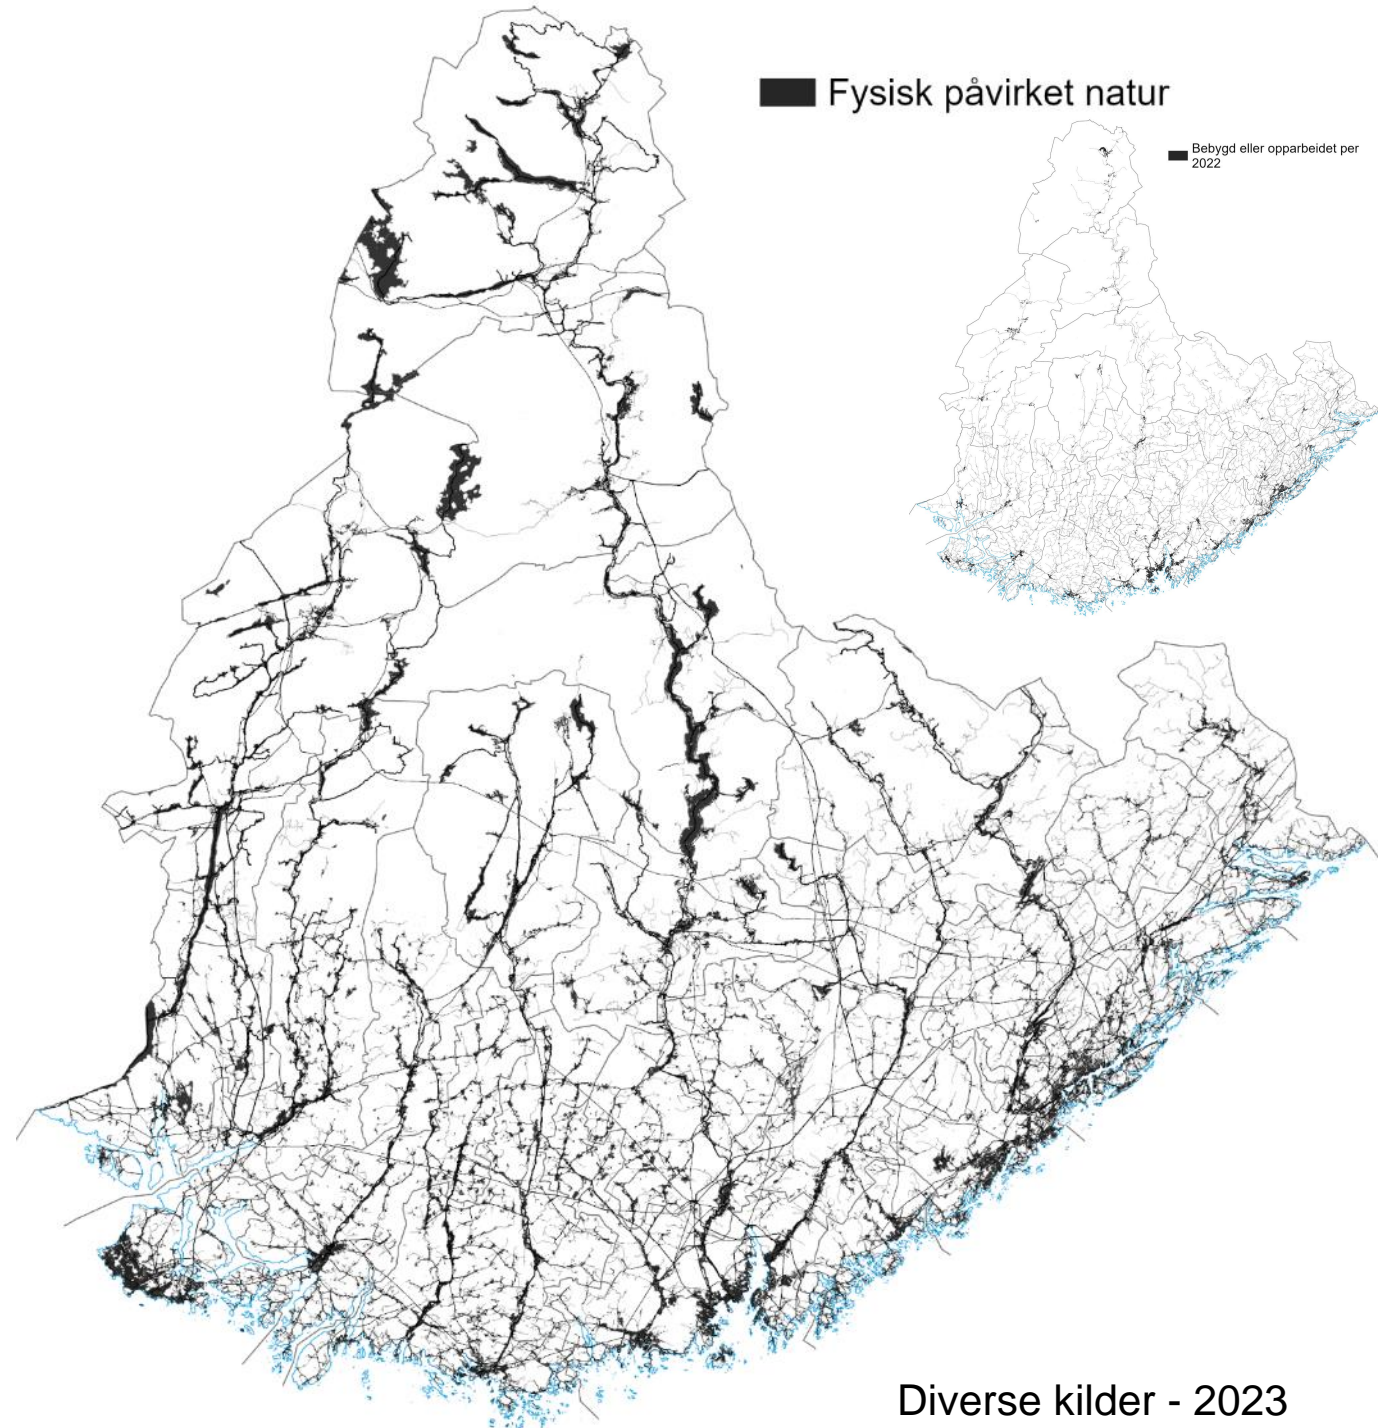 Fysisk påvirket natur
Bebygd eller opparbeidet per
2022
Diverse kilder - 2023